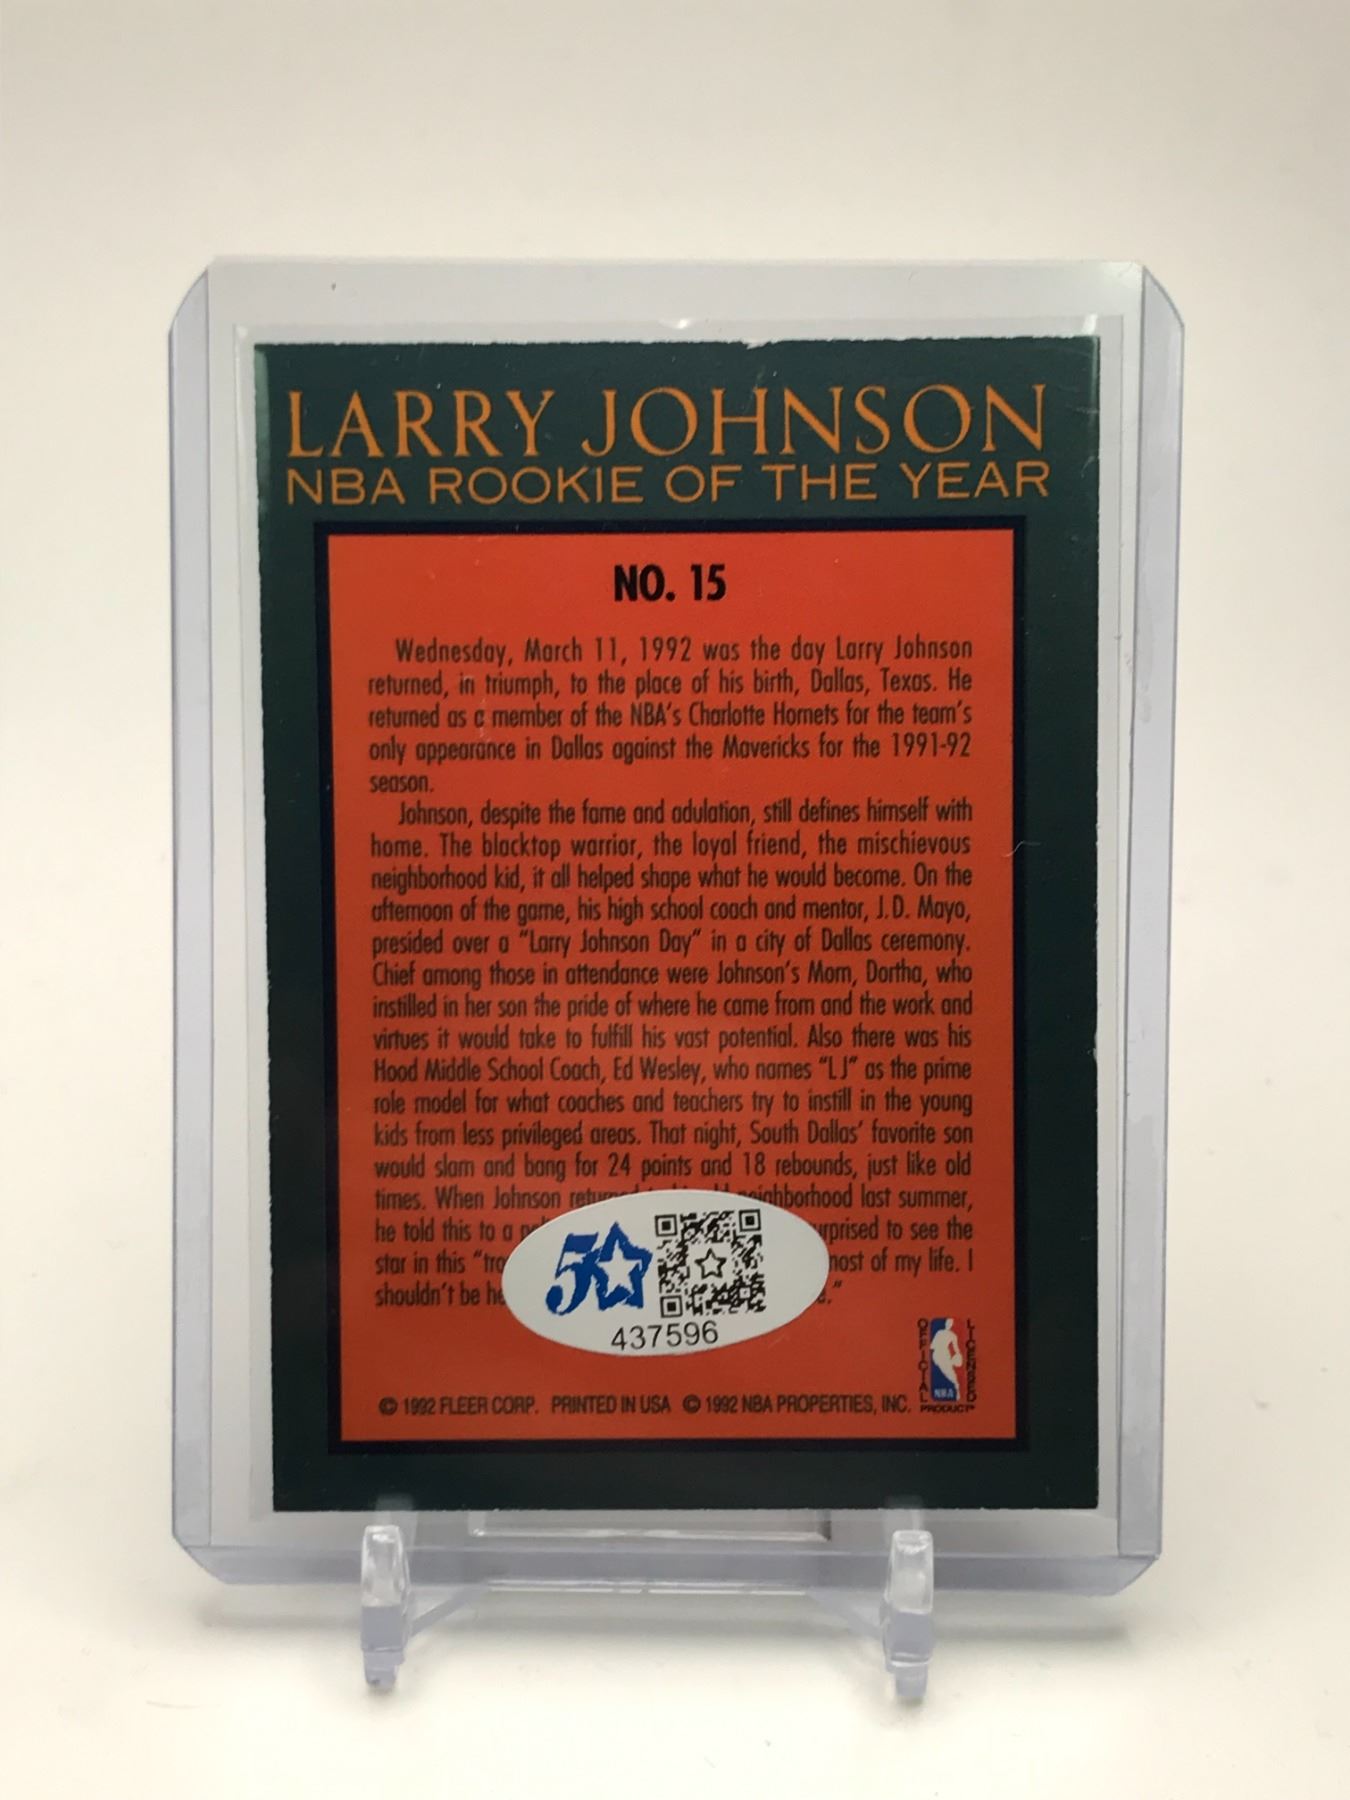 LARRY JOHNSON
NBA ROOKIE OF THE YEAR
NO. 15
Wednesday, March 11, 1992 was the day Larry Johnson
returned, in triumph, to the place of his birth, Dallas, Texas. He
returned as a member of the NBA's Charlotte Hornets for the team's
only appearance in Dallas against the Mavericks for the 1991-92
season.
Johnson, despite the fame and adulation, still defines himself with
home. The blacktop warrior, the loyal friend, the mischievous
neighborhood kid, it all helped shape what he would become. On the
afternoon of the game, his high school coach and mentor, J.D. Mayo,
presided over a "Larry Johnson Day" in a city of Dallas ceremony.
Chief among those in attendance were Johnson's Mom, Dortha, who
instilled in her son the pride of where he came from and the work and
virtues it would take to fulfill his vast potential. Also there was his
Hood Middle School Coach, Ed Wesley, who names "LJ" as the prime
role model for what coaches and teachers try to instill in the young
kids from less privileged areas. That night, South Dallas' favorite son
would slam and bang for 24 points and 18 rebounds, just like old
times. When Johnson neighborhood last summer,
he told this to a to see the
star in this most of my life. I
shouldn't be
5
437596
© 1992 FLEER CORP. PRINTED IN USA © 1992 NBA PROPERTIES, INC.
OFFICIAL LICENSED
NBA
PRODUCT